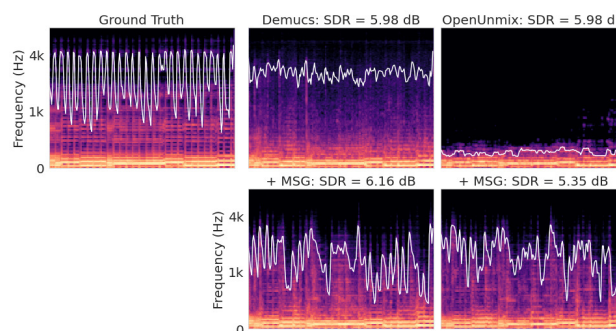 Ground Truth
Demucs: SDR = 5.98 dB
OpenUnmix: SDR = 5.98 d
Frequency (Hz)
4k
1k
0
+ MSG: SDR = 6.16 dB
+ MSG: SDR = 5.35 dB
Frequency (Hz)
4k
1k
0